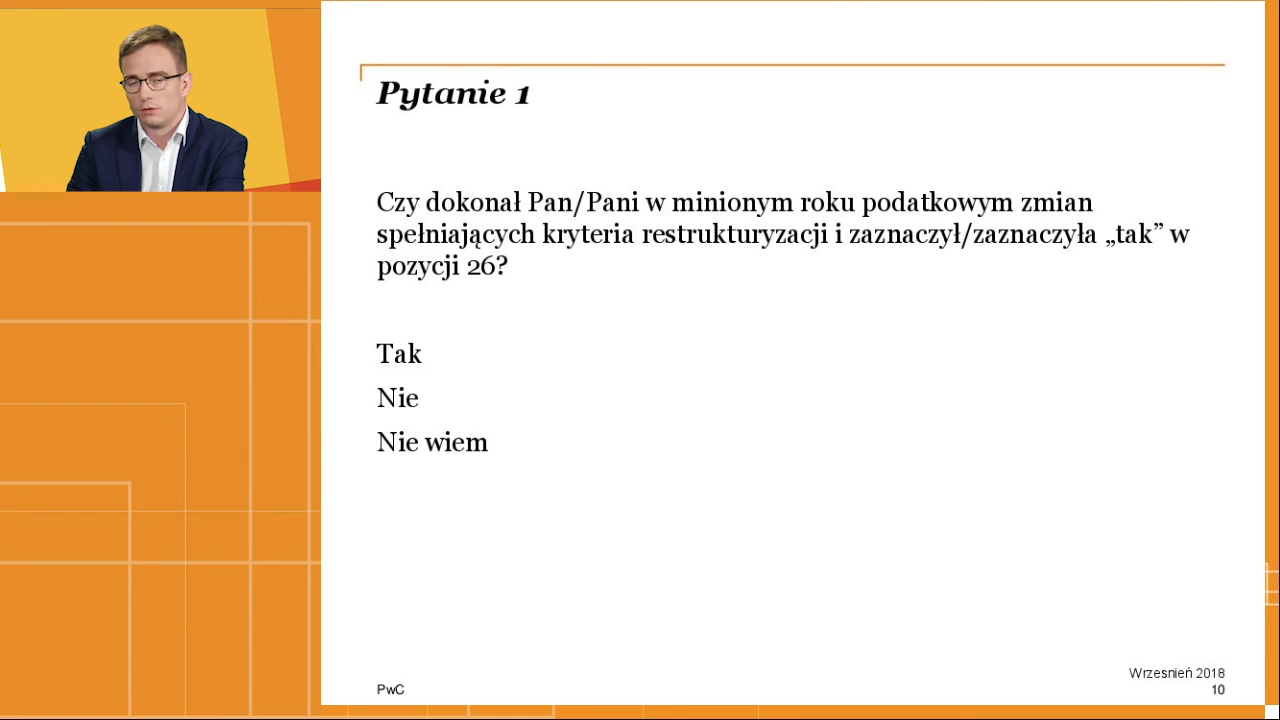 Pytanie 1
Czy dokonał Pan/Pani w minionym roku podatkowym zmian
spełniających kryteria restrukturyzacji i zaznaczył/zaznaczyła „tak” w
pozycji 26?
Tak
Nie
Nie wiem
Wrzesnień 2018
PwC
10